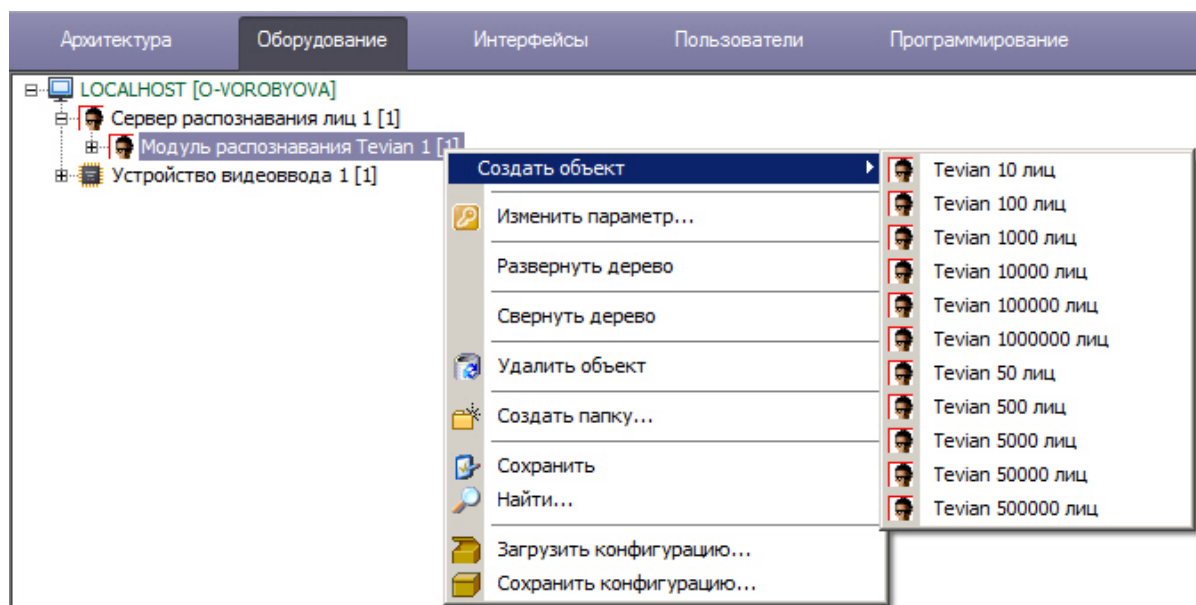 Архитектура Оборудование Интерфейсы Пользователи Программирование
LOCALHOST [O-VOROBYOVA]
Сервер распознавания лиц 1 [1]
Модуль распознавания Tevian 1 [1]
Устройство видеоввода 1 [1]
Создать объект
Изменить параметр...
Развернуть дерево
Свернуть дерево
Удалить объект
Создать папку...
Сохранить
Найти...
Загрузить конфигурацию...
Сохранить конфигурацию...
Tevian 10 лиц
Tevian 100 лиц
Tevian 1000 лиц
Tevian 10000 лиц
Tevian 100000 лиц
Tevian 1000000 лиц
Tevian 50 лиц
Tevian 500 лиц
Tevian 5000 лиц
Tevian 50000 лиц
Tevian 500000 лиц